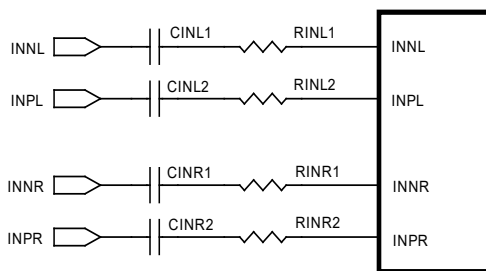 INNL CINL1 RINL1 INNL
INPL CINL2 RINL2 INPL
INNR CINR1 RINR1 INNR
INPR CINR2 RINR2 INPR